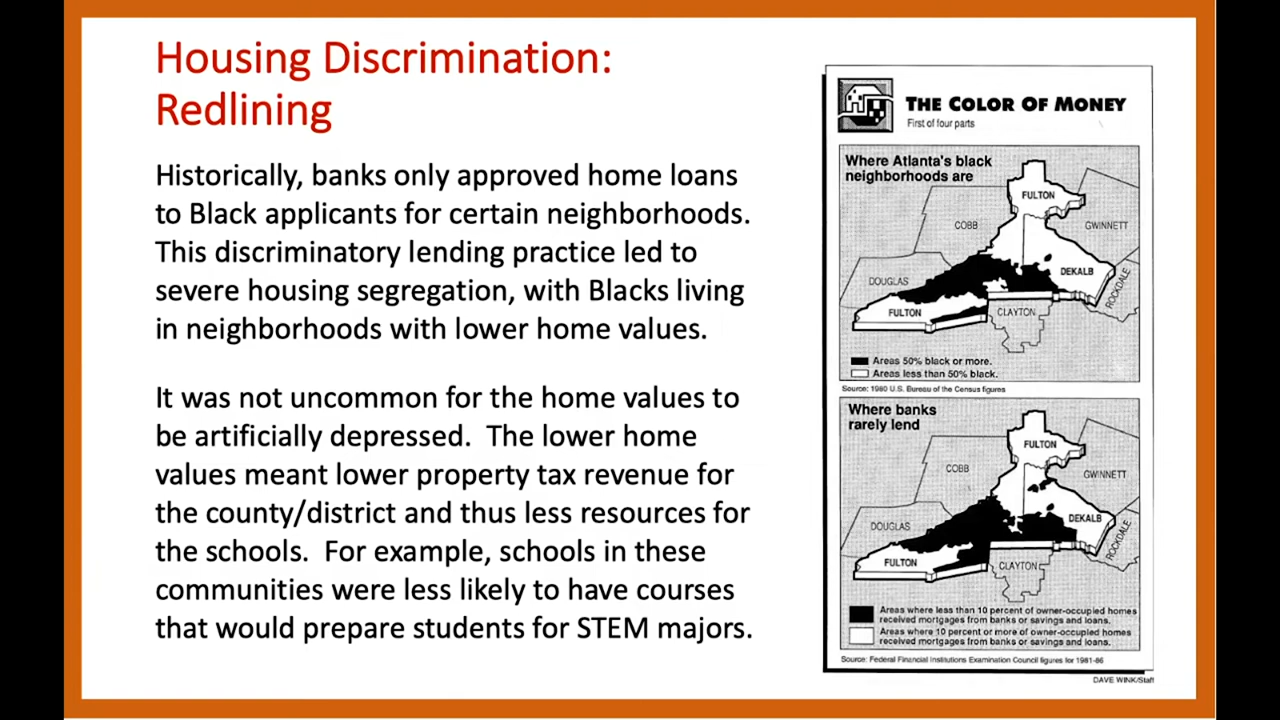 Housing Discrimination:
Redlining
Historically, banks only approved home loans
to Black applicants for certain neighborhoods.
This discriminatory lending practice led to
severe housing segregation, with Blacks living
in neighborhoods with lower home values.
It was not uncommon for the home values to
be artificially depressed.  The lower home
values meant lower property tax revenue for
the county/district and thus less resources for
the schools.  For example, schools in these
communities were less likely to have courses
that would prepare students for STEM majors.
THE COLOR OF MONEY
First of four parts
Where Atlanta's black
neighborhoods are
FULTON
COBB
GWINNETT
DEKALB
DOUGLAS
ROCKDALE
FULTON
CLAYTON
Areas 50% black or more.
Areas less than 50% black.
Source: 1980 U.S. Bureau of the Census figures
Where banks
rarely lend
FULTON
COBB
GWINNETT
DOUGLAS
DEKALB
ROCKDALE
FULTON
CLAYTON
Areas where less than 10 percent of owner-occupied homes
received mortgages from banks or savings and loans.
Areas where 10 percent or more of owner-occupied homes
received mortgages from banks or savings and loans.
Source: Federal Financial Institutions Examination Council figures for 1981-86
DAVE WINK/Staff